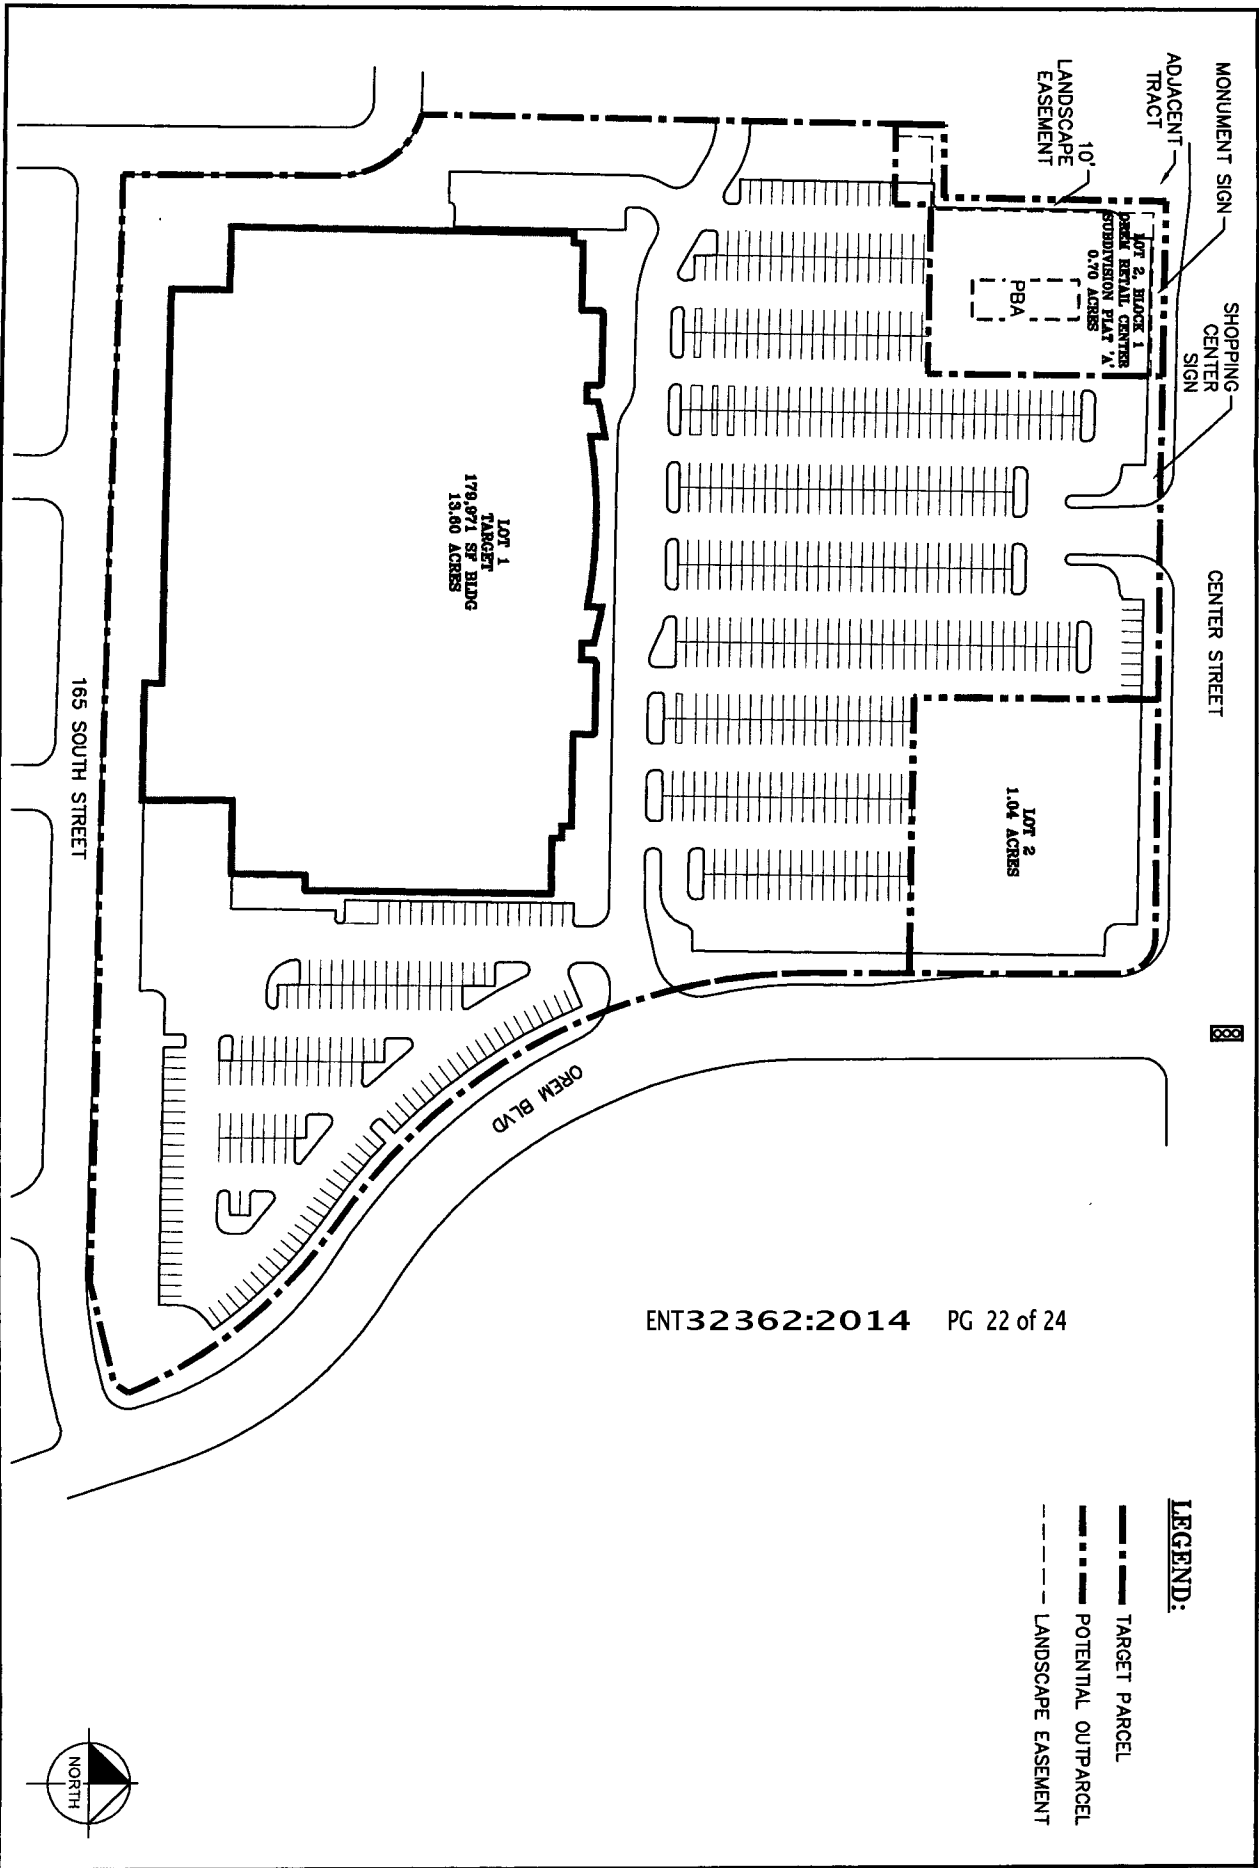 MONUMENT SIGN
ADJACENT
TRACT
10'
LANDSCAPE
EASEMENT
SHOPPING
CENTER
SIGN
LOT 2, BLOCK 1
OREM RETAIL CENTER
SUBDIVISION PLAT 'A'
0.70 ACRES
PBA
CENTER STREET
LOT 2
1.04 ACRES
LOT 1
TARGET
179,971 SF BLDG
13.60 ACRES
165 SOUTH STREET
OREM BLVD
ENT 32362:2014 PG 22 of 24
LEGEND:
TARGET PARCEL
POTENTIAL OUTPARCEL
LANDSCAPE EASEMENT
NORTH